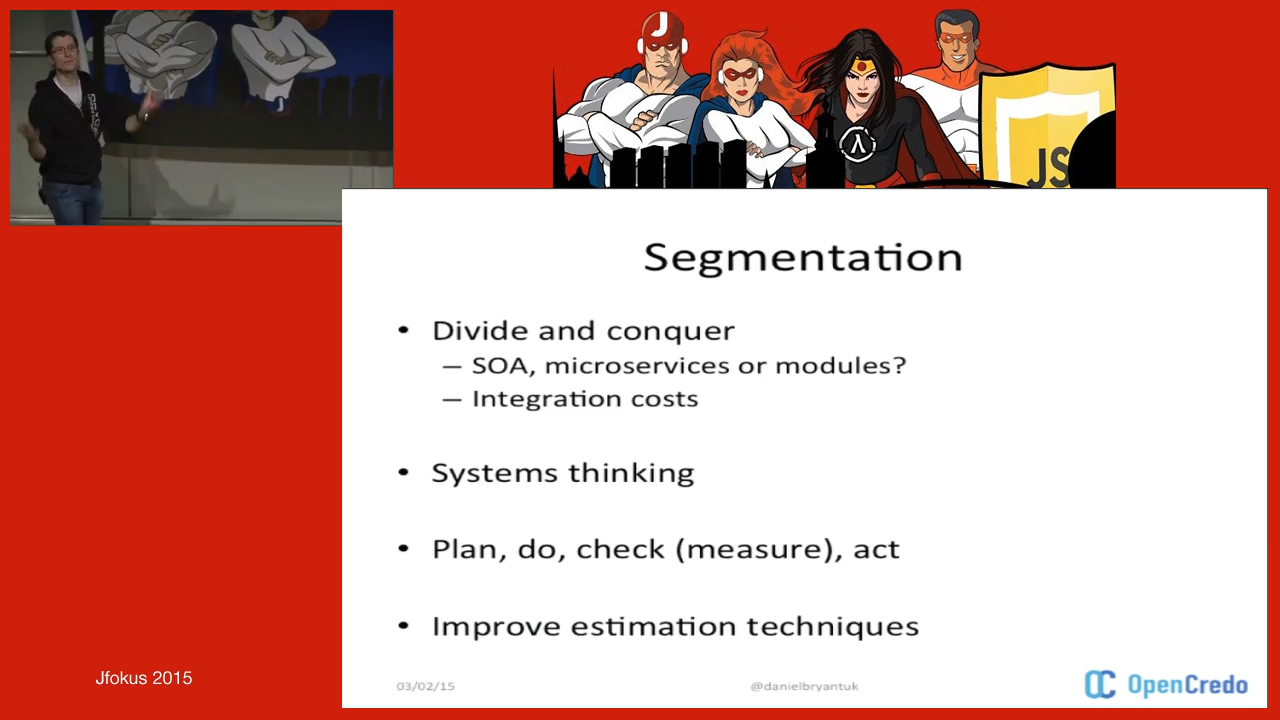 J
JS
Segmentation
• Divide and conquer
– SOA, microservices or modules?
– Integration costs
• Systems thinking
• Plan, do, check (measure), act
• Improve estimation techniques
03/02/15
@danielbryantuk
OpenCredo
Jfokus 2015